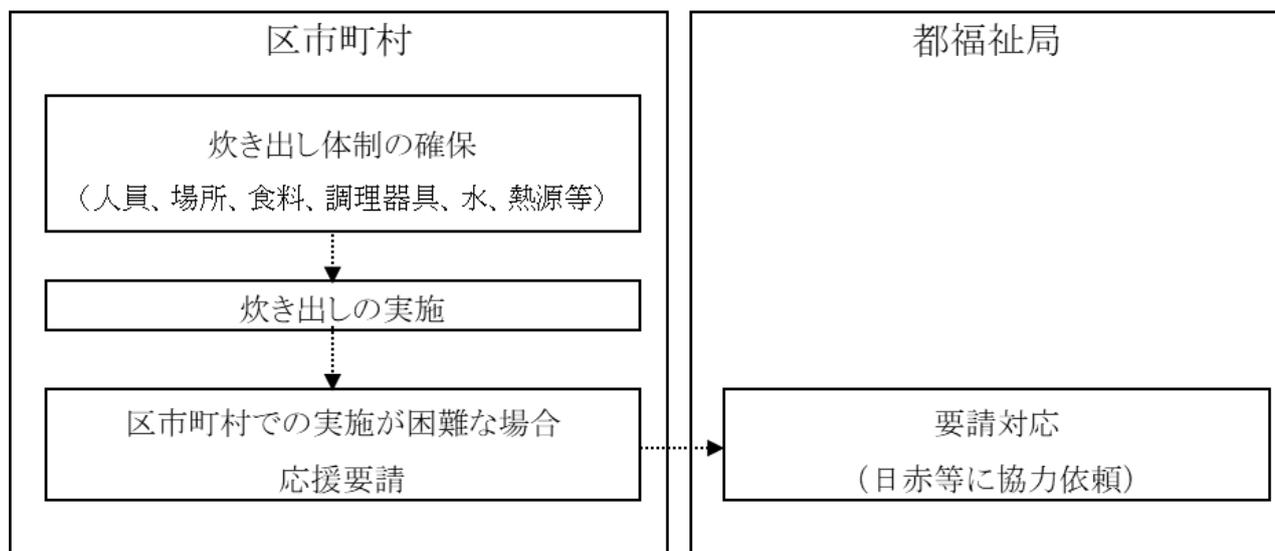 区市町村
炊き出し体制の確保
（人員、場所、食料、調理器具、水、熱源等）
炊き出しの実施
区市町村での実施が困難な場合
応援要請
都福祉局
要請対応
（日赤等に協力依頼）